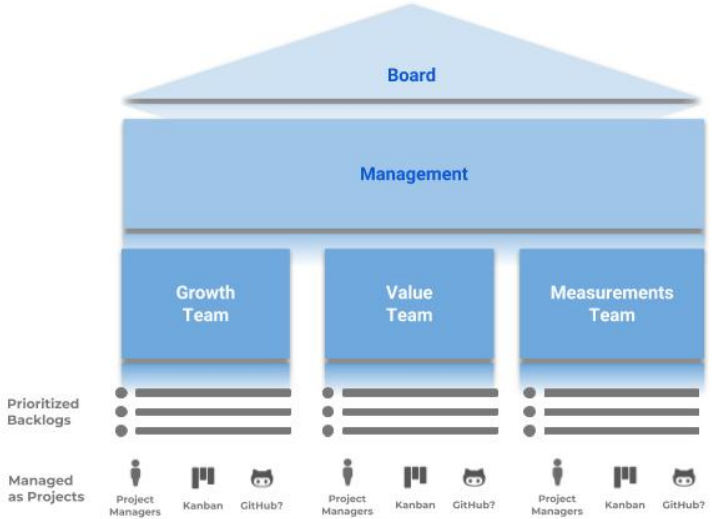 Board
Management
Growth
Team
Value
Team
Measurements
Team
Prioritized
Backlogs
Managed
as Projects
Project
Managers
Kanban
GitHub?
Project
Managers
Kanban
GitHub?
Project
Managers
Kanban
GitHub?